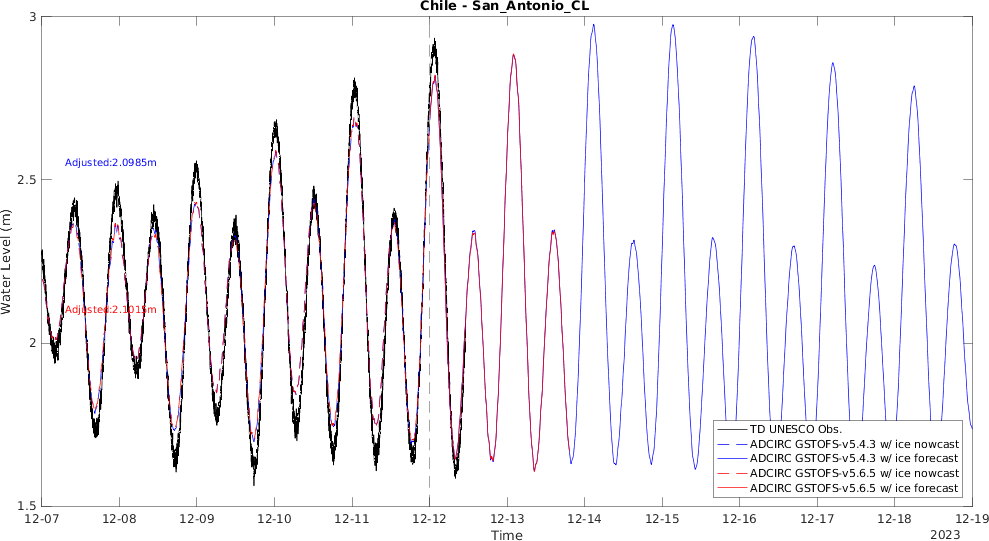 Chile - San_Antonio_CL
3
2.5
2
1.5
Water Level (m)
Adjusted:2.0985m
Adjusted:2.1015m
TD UNESCO Obs.
ADCIRC GSTOFS-v5.4.3 w/ ice nowcast
ADCIRC GSTOFS-v5.4.3 w/ ice forecast
ADCIRC GSTOFS-v5.6.5 w/ ice nowcast
ADCIRC GSTOFS-v5.6.5 w/ ice forecast
12-07 12-08 12-09 12-10 12-11 12-12 12-13 12-14 12-15 12-16 12-17 12-18 12-19
Time
2023